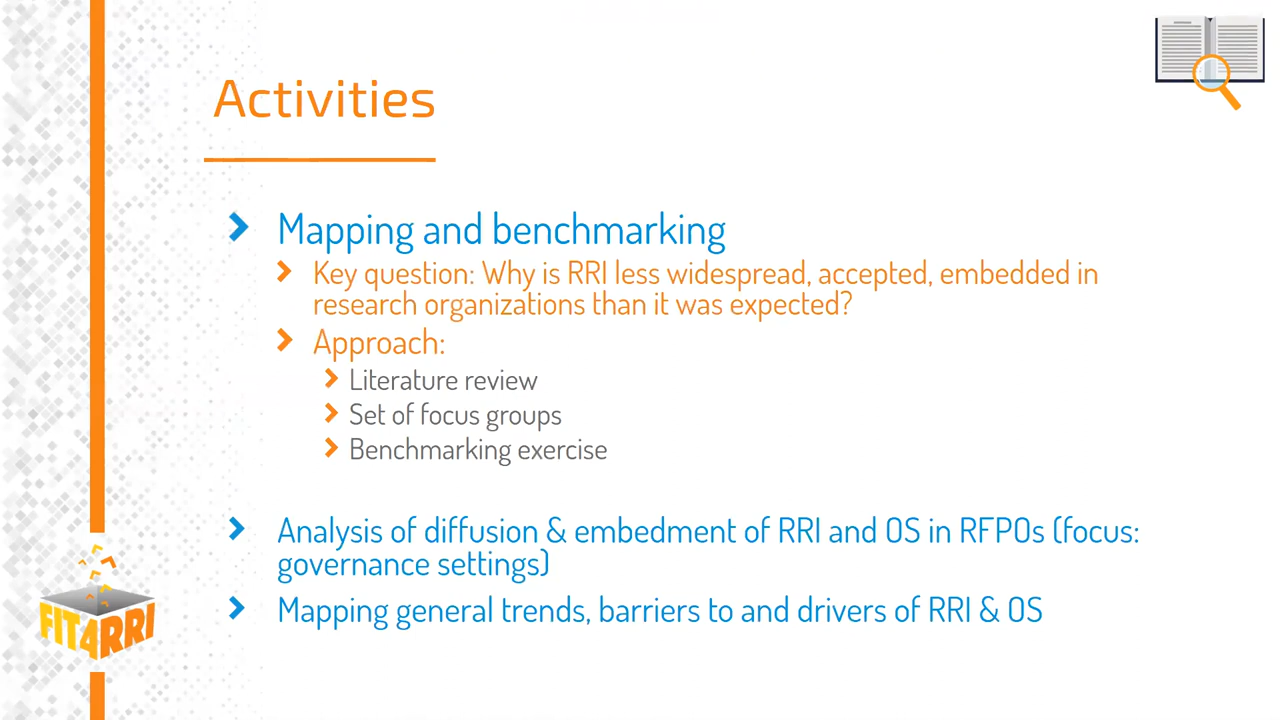 Activities
Mapping and benchmarking
Key question: Why is RRI less widespread, accepted, embedded in
research organizations than it was expected?
Approach:
Literature review
Set of focus groups
Benchmarking exercise
Analysis of diffusion & embedment of RRI and OS in RFPOs (focus:
governance settings)
Mapping general trends, barriers to and drivers of RRI & OS
FIT4RRI